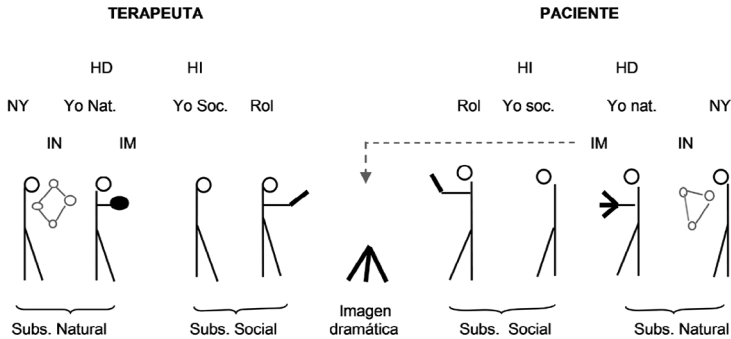 TERAPEUTA PACIENTE
HD HI HI HD
NY Yo Nat. Yo Soc. Rol Rol Yo soc. Yo nat. NY
IN IM IM IN
Imagen
dramática
Subs. Natural Subs. Social Subs. Social Subs. Natural